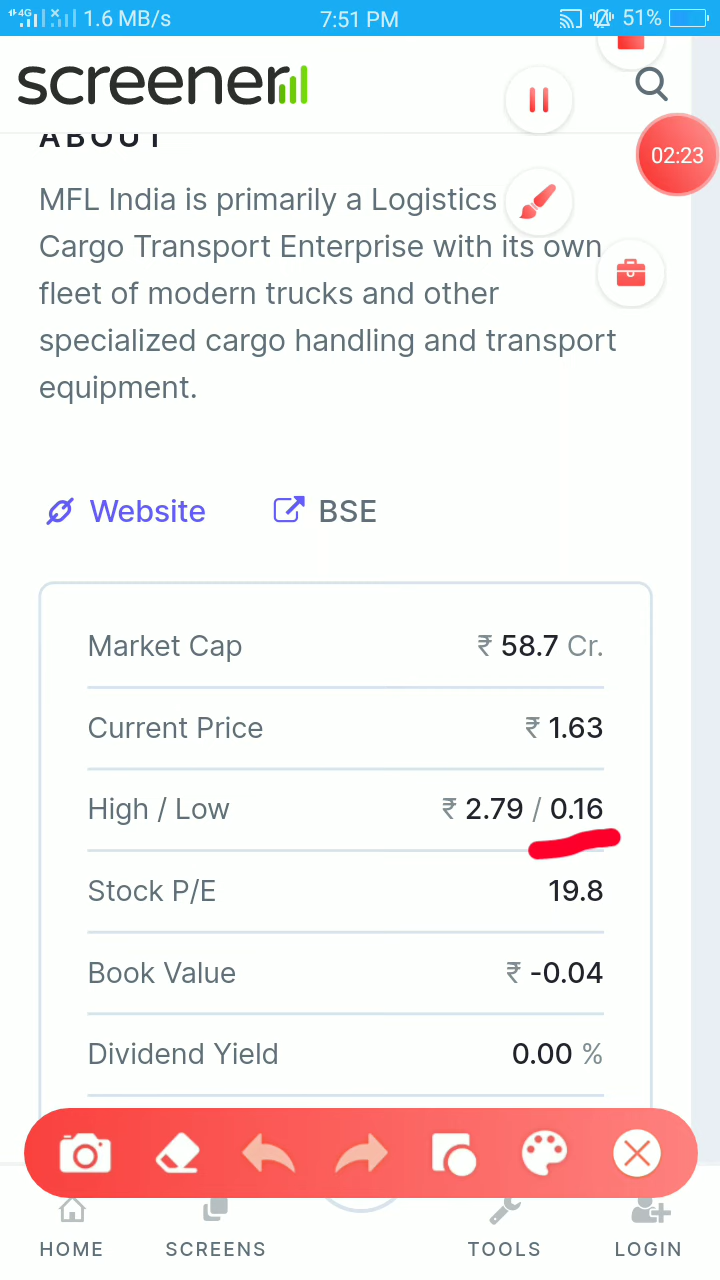 4G 1.6 MB/s 7:51 PM 51%
screener
02:23
ABOUT
MFL India is primarily a Logistics
Cargo Transport Enterprise with its own
fleet of modern trucks and other
specialized cargo handling and transport
equipment.
Website BSE
Market Cap ₹ 58.7 Cr.
Current Price ₹ 1.63
High / Low ₹ 2.79 / 0.16
Stock P/E 19.8
Book Value ₹ -0.04
Dividend Yield 0.00 %
HOME SCREENS TOOLS LOGIN